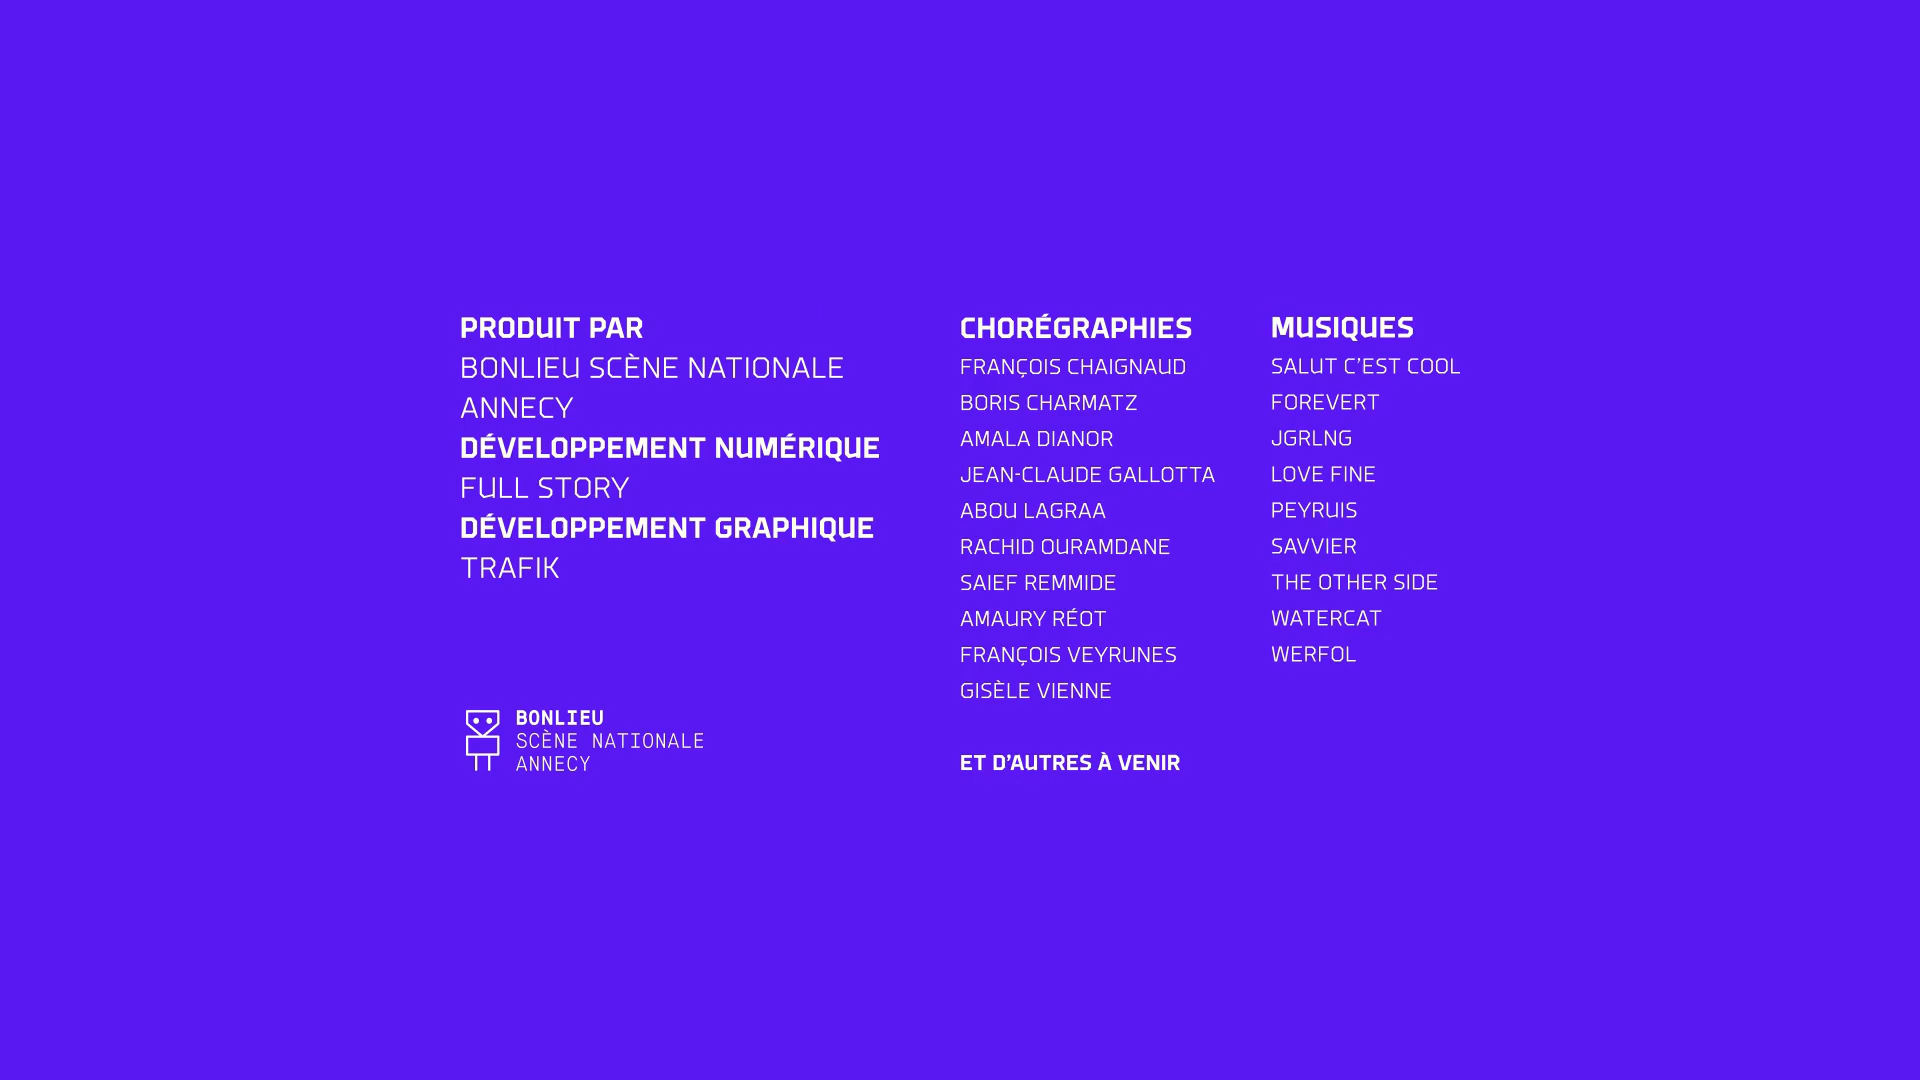 PRODUIT PAR
BONLIEU SCÈNE NATIONALE
ANNECY
DÉVELOPPEMENT NUMÉRIQUE
FULL STORY
DÉVELOPPEMENT GRAPHIQUE
TRAFIK
BONLIEU
SCÈNE NATIONALE
ANNECY
CHORÉGRAPHIES
FRANÇOIS CHAIGNAUD
BORIS CHARMATZ
AMALA DIANOR
JEAN-CLAUDE GALLOTTA
ABOU LAGRAA
RACHID OURAMDANE
SAIEF REMMIDE
AMAURY RÉOT
FRANÇOIS VEYRUNES
GISÈLE VIENNE
ET D’AUTRES À VENIR
MUSIQUES
SALUT C’EST COOL
FOREVERT
JGRLNG
LOVE FINE
PEYRUIS
SAVVIER
THE OTHER SIDE
WATERCAT
WERFOL